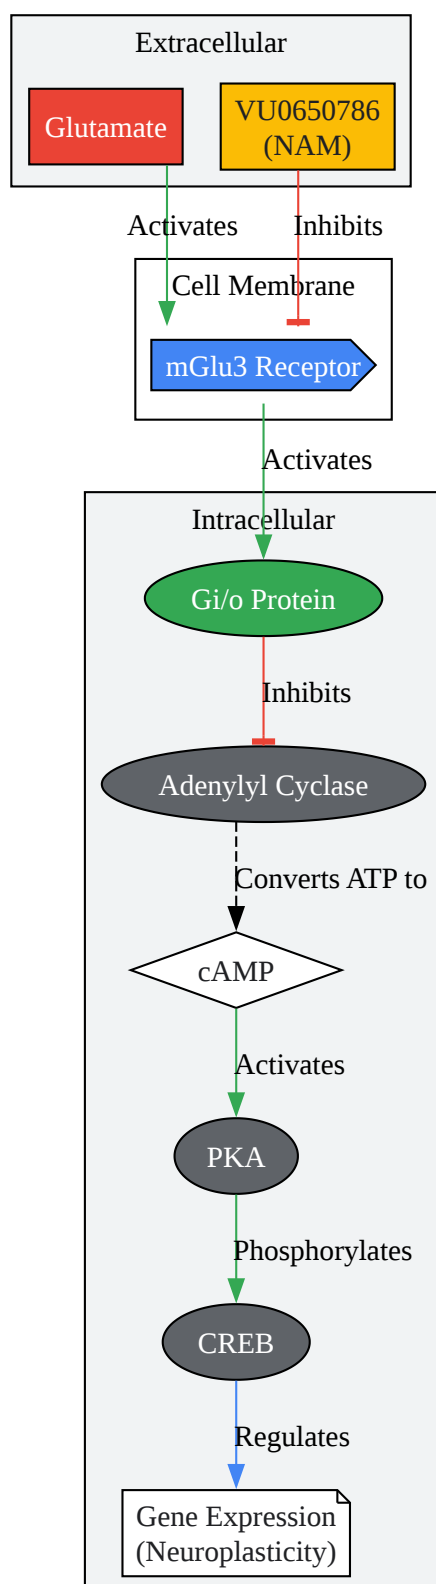 Extracellular
Glutamate
VU0650786
(NAM)
Activates
Inhibits
Cell Membrane
mGlu3 Receptor
Activates
Intracellular
Gi/o Protein
Inhibits
Adenylyl Cyclase
Converts ATP to
cAMP
Activates
PKA
Phosphorylates
CREB
Regulates
Gene Expression
(Neuroplasticity)